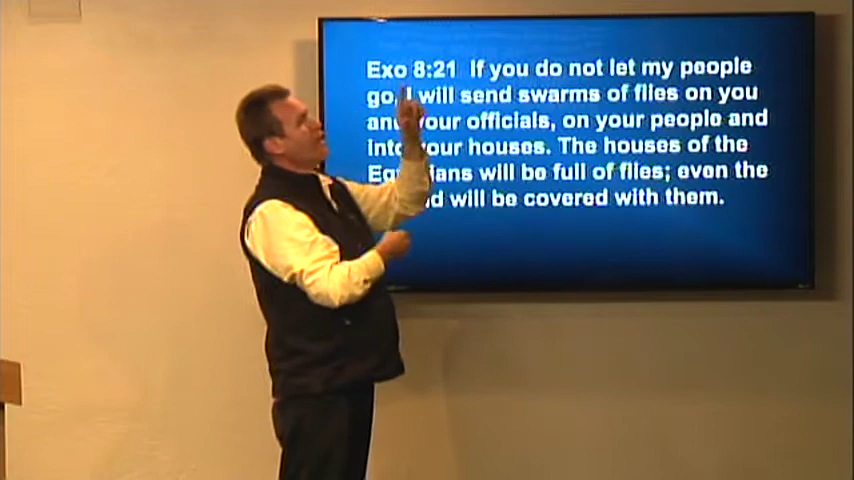 Exo 8:21 If you do not let my people
go, I will send swarms of flies on you
and your officials, on your people and
into your houses. The houses of the
will be full of flies; even the
will be covered with them.